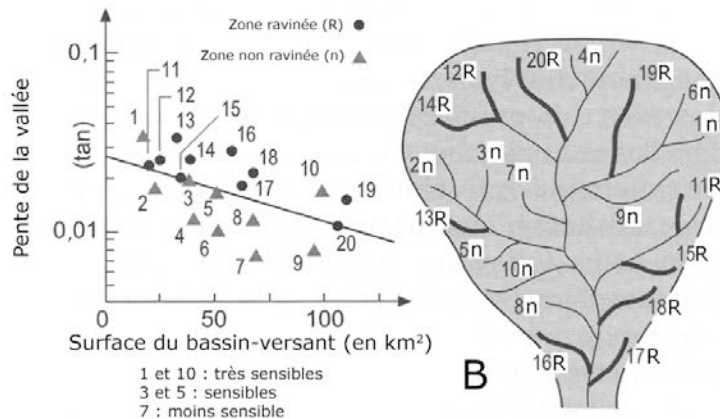 Zone ravinée (R)
Zone non ravinée (n)
Pente de la vallée
(tan)
0,1
0,01
11
12
13
15
1
14
16
18
10
17
19
2
3
5
8
4
6
7
9
20
0
50
100
Surface du bassin-versant (en km²)
1 et 10 : très sensibles
3 et 5 : sensibles
7 : moins sensible
4n
20R
12R
19R
14R
6n
1n
3n
2n
7n
11R
9n
13R
5n
15R
10n
8n
18R
16R
17R
B